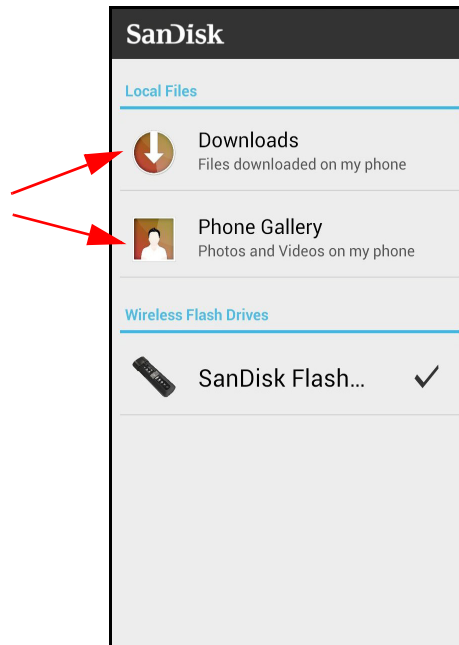 SanDisk
Local Files
Downloads
Files downloaded on my phone
Phone Gallery
Photos and Videos on my phone
Wireless Flash Drives
SanDisk Flash...